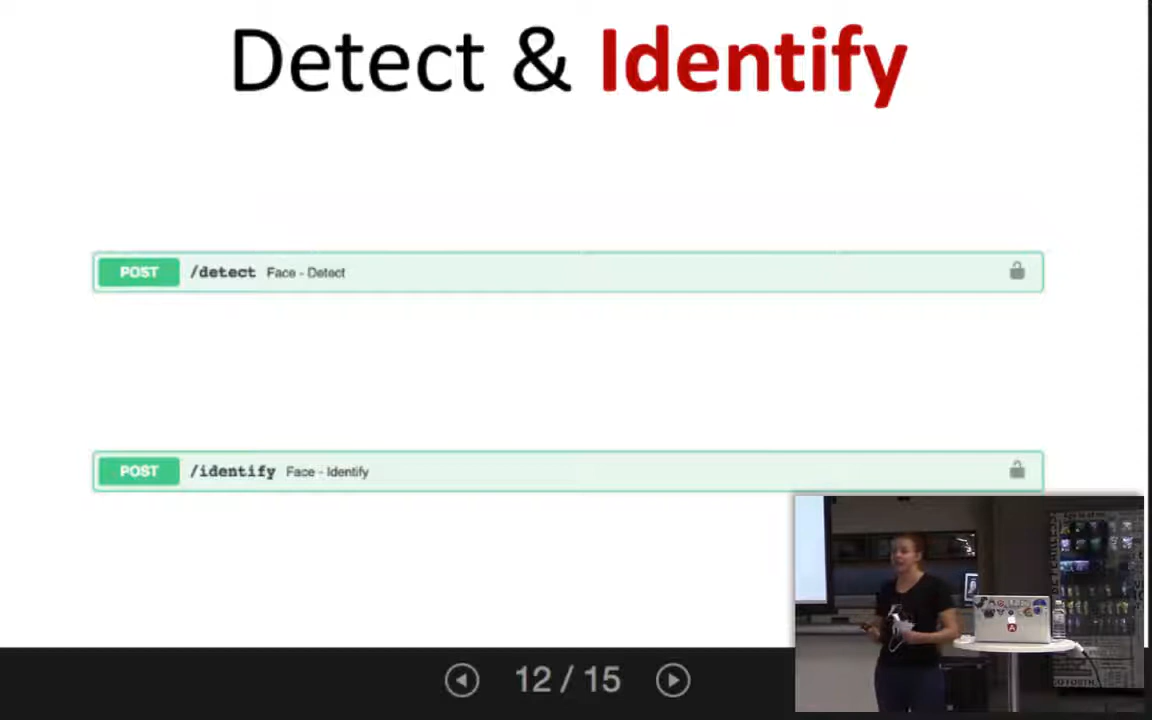 Detect & Identify
POST /detect Face - Detect
POST /identify Face - Identify
12 / 15